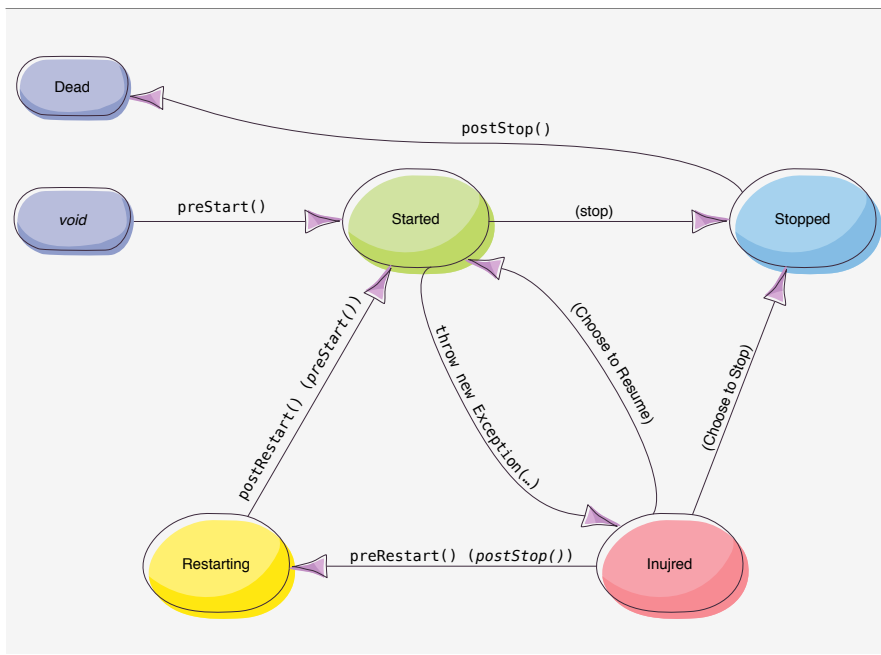 Dead
postStop()
void
preStart()
Started
(stop)
Stopped
postRestart() (preStart())
throw new Exception(…)
(Choose to Resume)
(Choose to Stop)
Restarting
preRestart() (postStop())
Inujred